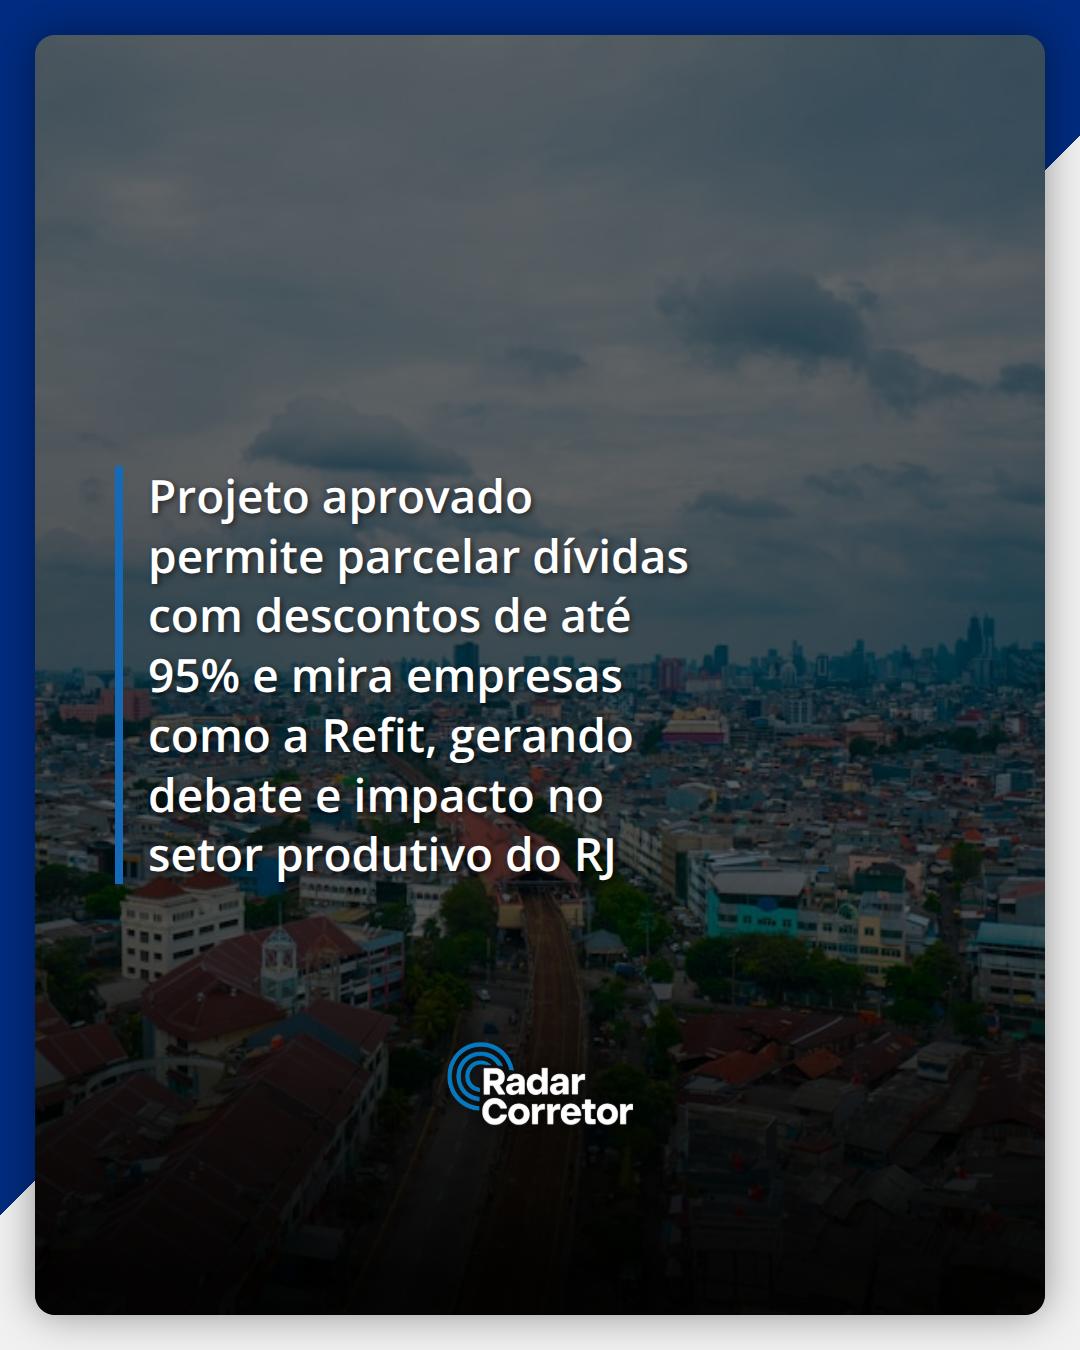 Projeto aprovado
permite parcelar dívidas
com descontos de até
95% e mira empresas
como a Refit, gerando
debate e impacto no
setor produtivo do RJ
Radar
Corretor